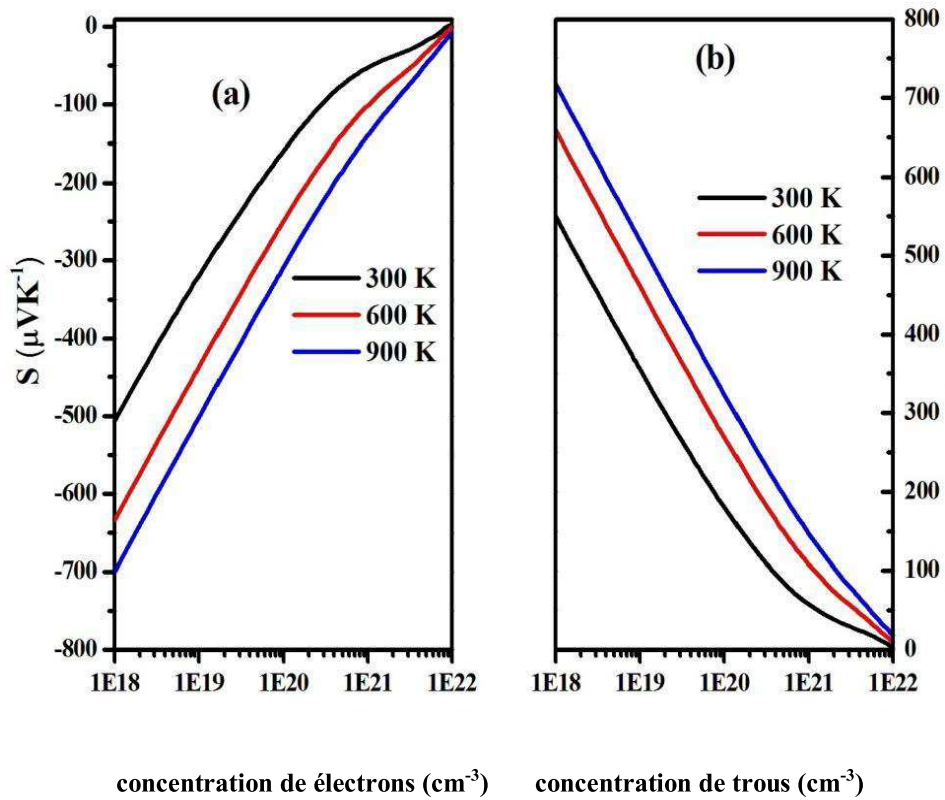 (a)
S (µVK⁻¹)
0
-100
-200
-300
-400
-500
-600
-700
-800
300 K
600 K
900 K
1E18 1E19 1E20 1E21 1E22
concentration de électrons (cm⁻³)
(b)
800
700
600
500
400
300
200
100
0
300 K
600 K
900 K
1E18 1E19 1E20 1E21 1E22
concentration de trous (cm⁻³)